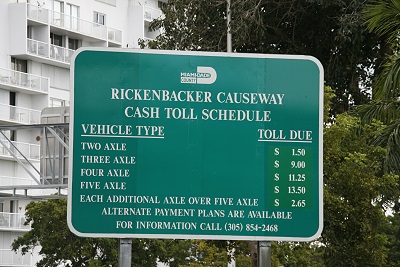 MIAMI-DADE
COUNTY
RICKENBACKER CAUSEWAY
CASH TOLL SCHEDULE
VEHICLE TYPE TOLL DUE
TWO AXLE $ 1.50
THREE AXLE $ 9.00
FOUR AXLE $ 11.25
FIVE AXLE $ 13.50
EACH ADDITIONAL AXLE OVER FIVE AXLE $ 2.65
ALTERNATE PAYMENT PLANS ARE AVAILABLE
FOR INFORMATION CALL (305) 854-2468